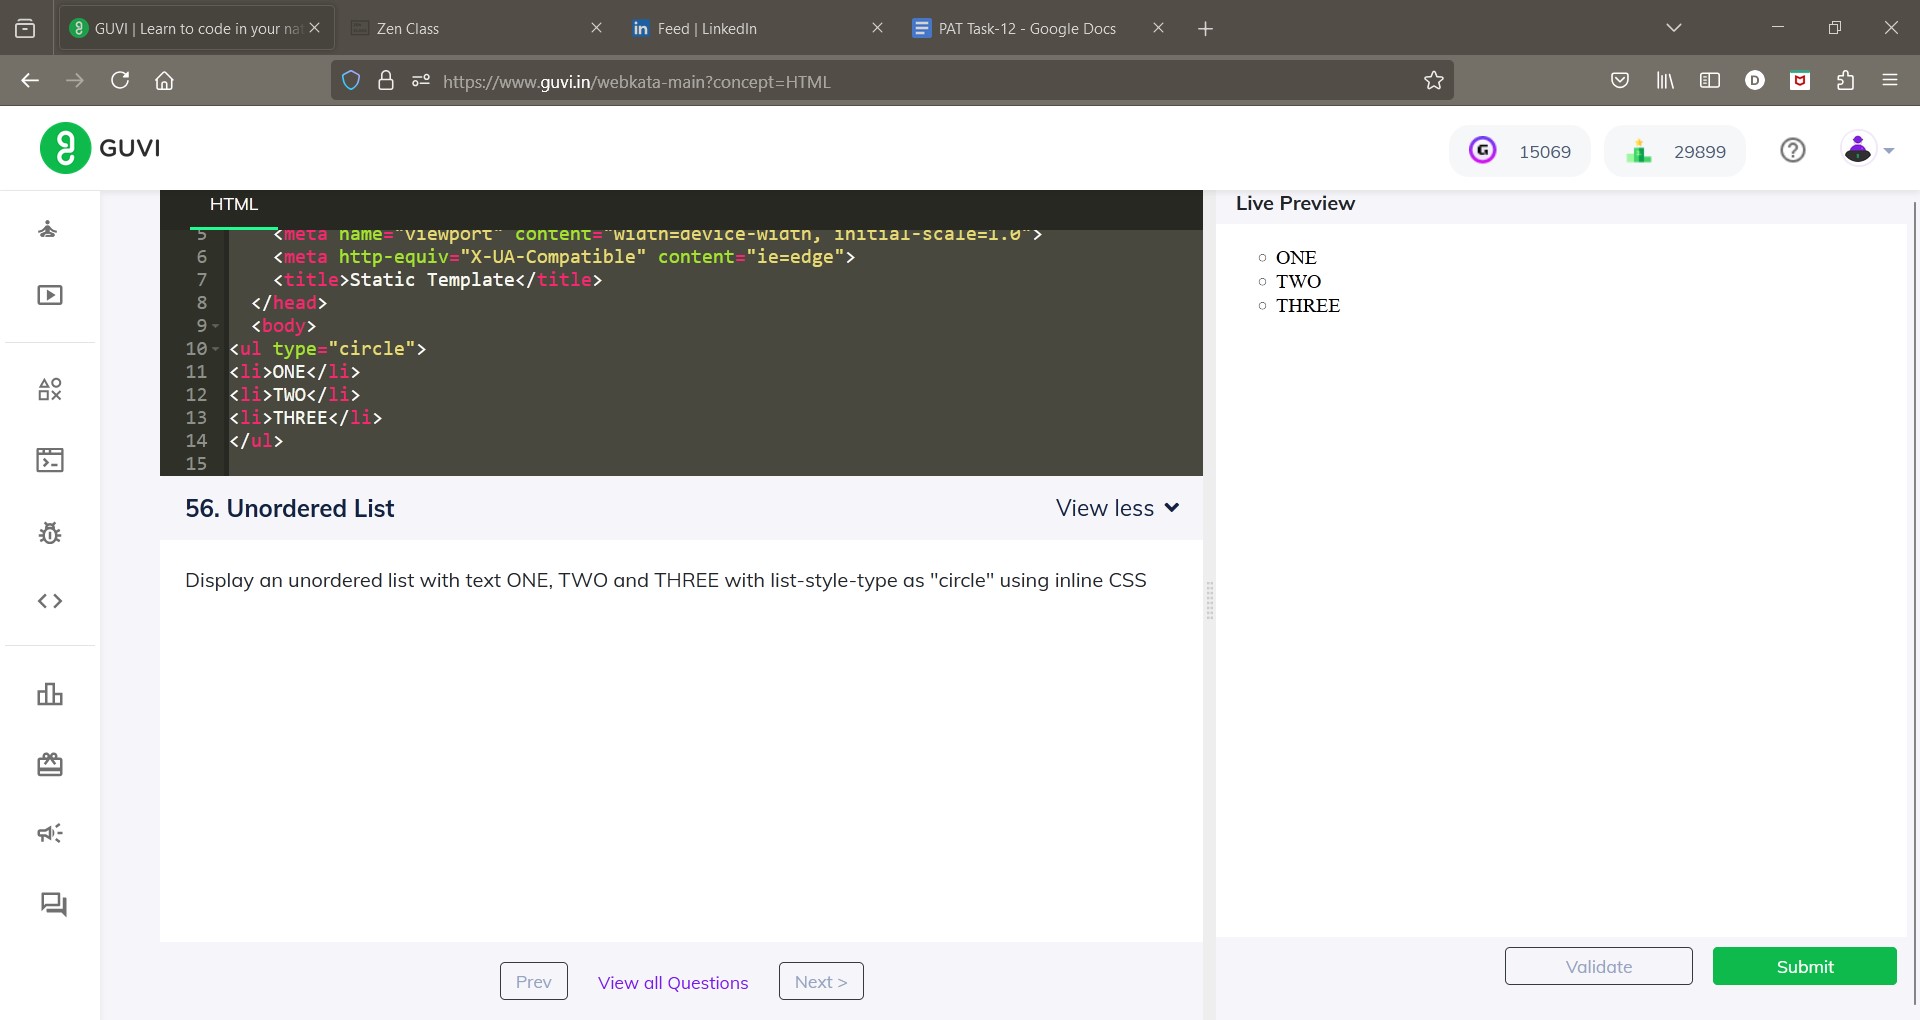 GUVI | Learn to code in your nat
Zen Class
in Feed | LinkedIn
PAT Task-12 - Google Docs
https://www.guvi.in/webkata-main?concept=HTML
D
GUVI
G 15069
29899
HTML
5 <meta name="viewport" content="width=device-width, initial-scale=1.0">
6 <meta http-equiv="X-UA-Compatible" content="ie=edge">
7 <title>Static Template</title>
8 </head>
9 <body>
10 <ul type="circle">
11 <li>ONE</li>
12 <li>TWO</li>
13 <li>THREE</li>
14 </ul>
15
56. Unordered List
View less
Display an unordered list with text ONE, TWO and THREE with list-style-type as "circle" using inline CSS
Prev
View all Questions
Next >
Live Preview
ONE
TWO
THREE
Validate
Submit